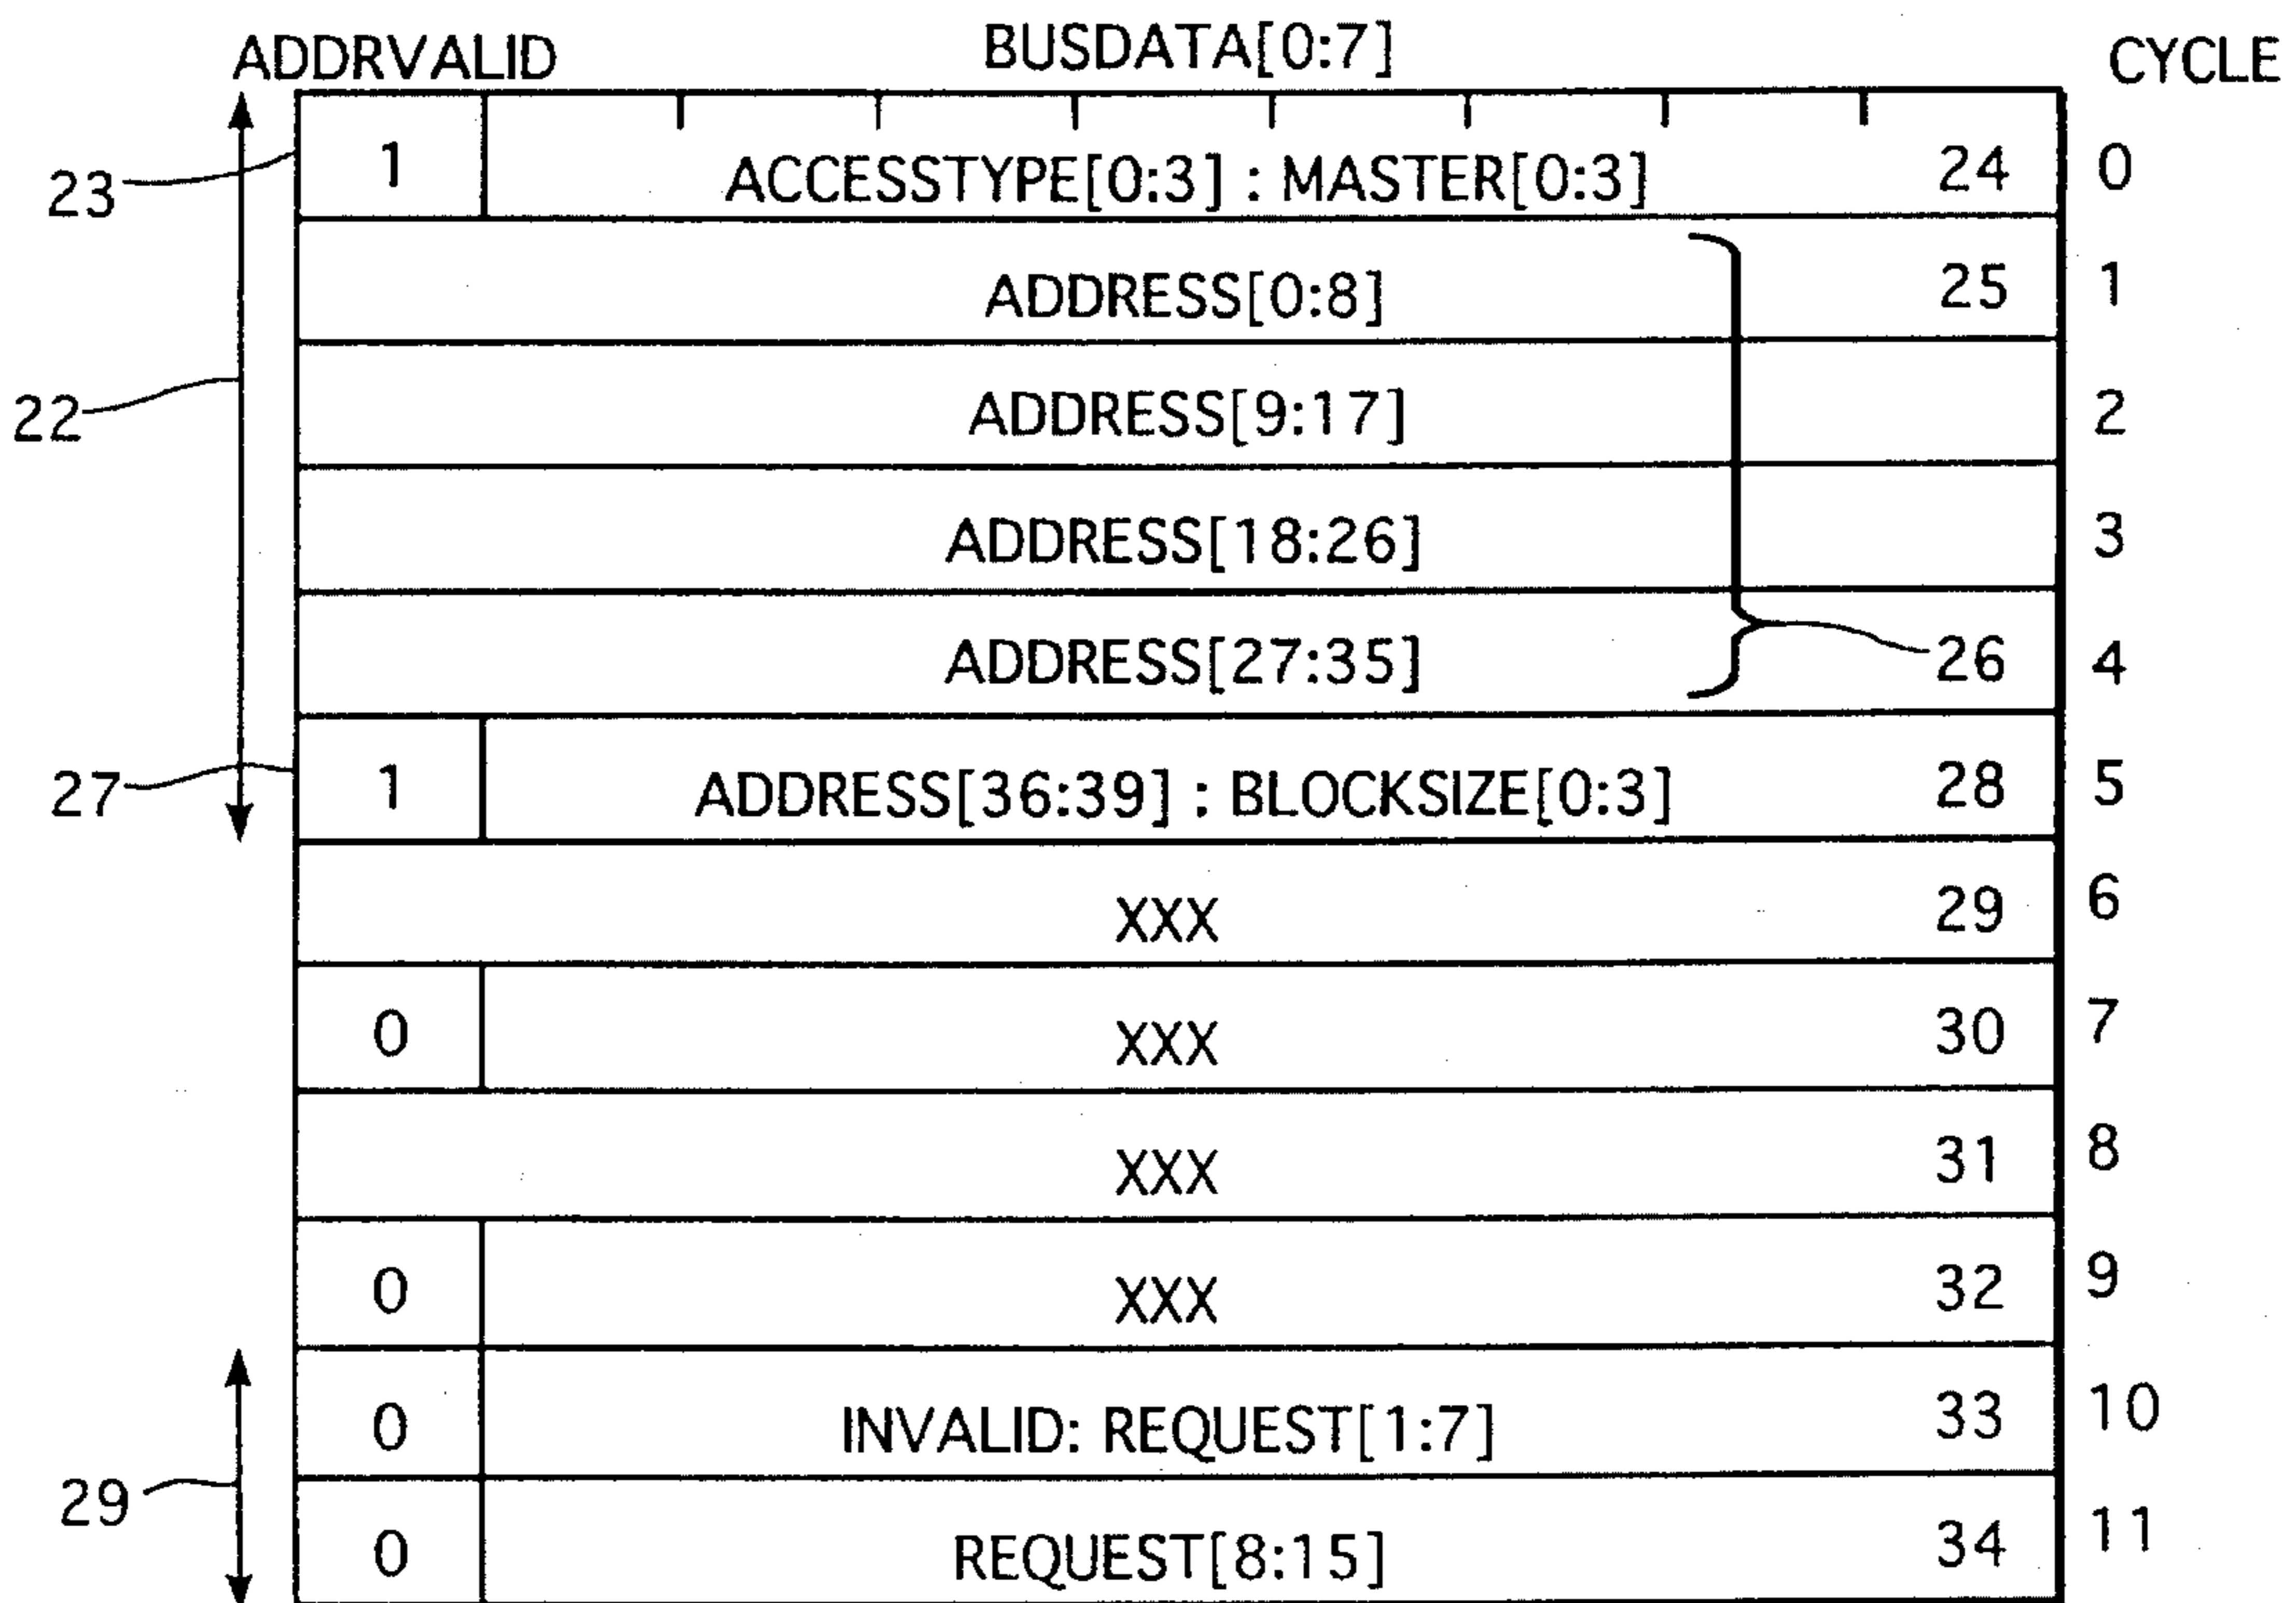 ADDRVALID BUSDATA[0:7] CYCLE
23 1 ACCESSTYPE[0:3] : MASTER[0:3] 24 0
ADDRESS[0:8] 25 1
22 ADDRESS[9:17] 2
ADDRESS[18:26] 3
ADDRESS[27:35] 26 4
27 1 ADDRESS[36:39] : BLOCKSIZE[0:3] 28 5
XXX 29 6
0 XXX 30 7
XXX 31 8
0 XXX 32 9
0 INVALID: REQUEST[1:7] 33 10
29 0 REQUEST[8:15] 34 11